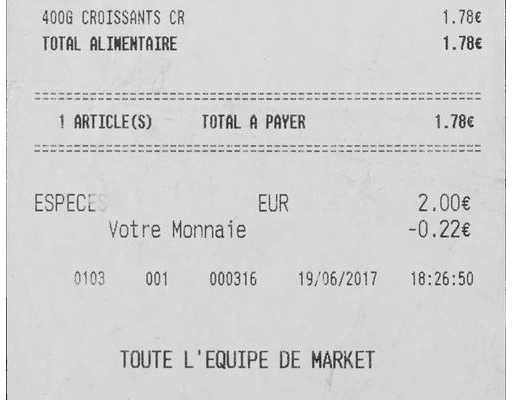 400G CROISSANTS CR 1.78€
TOTAL ALIMENTAIRE 1.78€
================================================
1 ARTICLE(S) TOTAL A PAYER 1.78€
================================================
ESPECES EUR 2.00€
Votre Monnaie -0.22€
0103 001 000316 19/06/2017 18:26:50
TOUTE L'EQUIPE DE MARKET